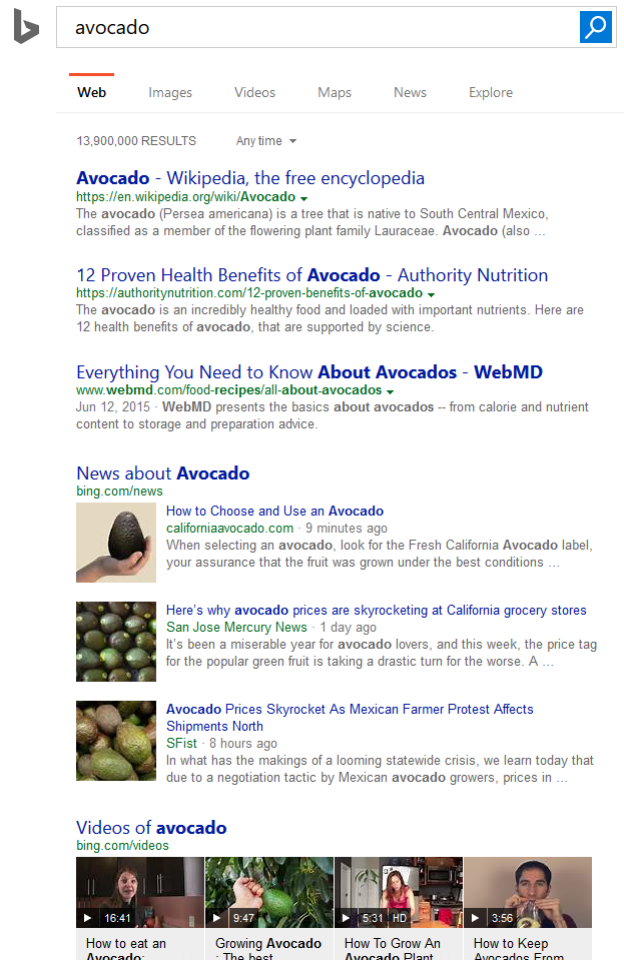 avocado
Web Images Videos Maps News Explore
13,900,000 RESULTS Any time
Avocado - Wikipedia, the free encyclopedia
https://en.wikipedia.org/wiki/Avocado
The avocado (Persea americana) is a tree that is native to South Central Mexico,
classified as a member of the flowering plant family Lauraceae. Avocado (also ...
12 Proven Health Benefits of Avocado - Authority Nutrition
https://authoritynutrition.com/12-proven-benefits-of-avocado
The avocado is an incredibly healthy food and loaded with important nutrients. Here are
12 health benefits of avocado, that are supported by science.
Everything You Need to Know About Avocados - WebMD
www.webmd.com/food-recipes/all-about-avocados
Jun 12, 2015 · WebMD presents the basics about avocados -- from calorie and nutrient
content to storage and preparation advice.
News about Avocado
bing.com/news
How to Choose and Use an Avocado
californiaavocado.com · 9 minutes ago
When selecting an avocado, look for the Fresh California Avocado label,
your assurance that the fruit was grown under the best conditions ...
Here's why avocado prices are skyrocketing at California grocery stores
San Jose Mercury News · 1 day ago
It's been a miserable year for avocado lovers, and this week, the price tag
for the popular green fruit is taking a drastic turn for the worse. A ...
Avocado Prices Skyrocket As Mexican Farmer Protest Affects
Shipments North
SFist · 8 hours ago
In what has the makings of a looming statewide crisis, we learn today that
due to a negotiation tactic by Mexican avocado growers, prices in ...
Videos of avocado
bing.com/videos
16:41
9:47
5:31 HD
3:56
How to eat an
Avocado:
Growing Avocado
: The best
How To Grow An
Avocado Plant
How to Keep
Avocados From